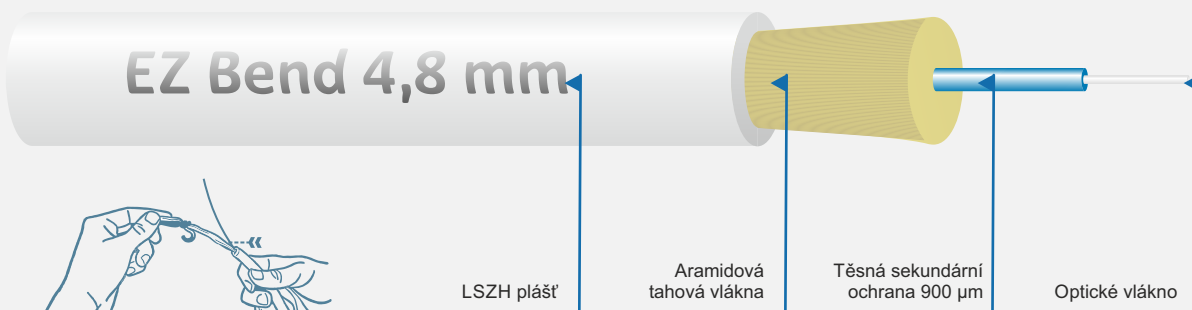 EZ Bend 4,8 mm
LSZH plášť
Aramidová
tahová vlákna
Těsná sekundární
ochrana 900 µm
Optické vlákno